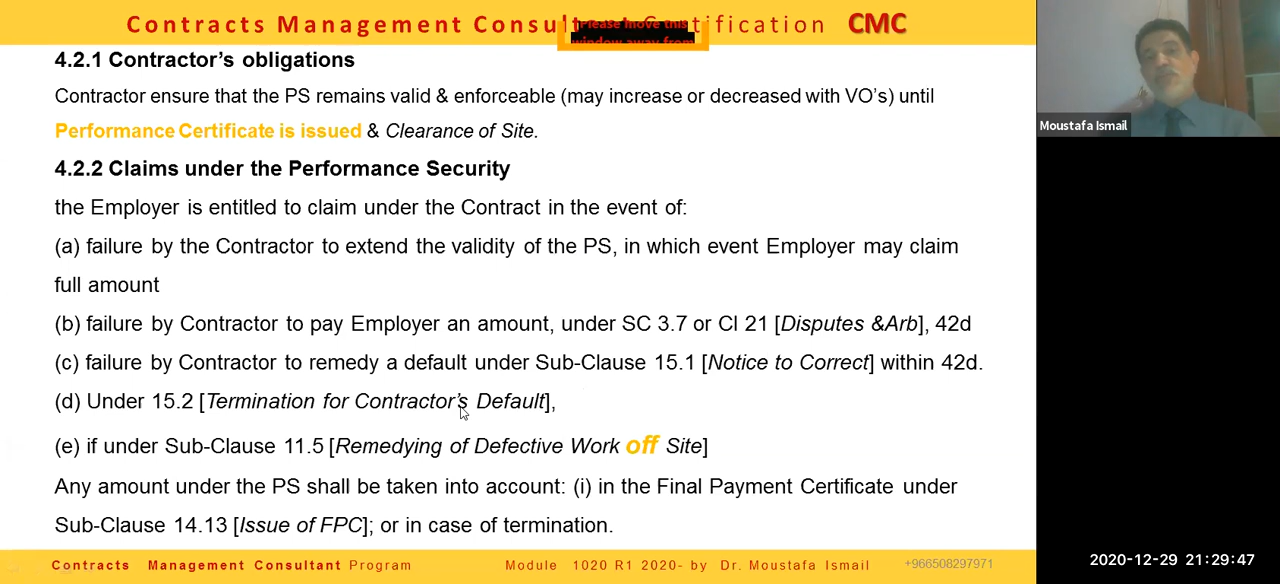 Contracts Management Consul tification CMC
Please move this
window away from
4.2.1 Contractor's obligations
Contractor ensure that the PS remains valid & enforceable (may increase or decreased with VO's) until
Performance Certificate is issued & Clearance of Site.
4.2.2 Claims under the Performance Security
the Employer is entitled to claim under the Contract in the event of:
(a) failure by the Contractor to extend the validity of the PS, in which event Employer may claim
full amount
(b) failure by Contractor to pay Employer an amount, under SC 3.7 or Cl 21 [Disputes &Arb], 42d
(c) failure by Contractor to remedy a default under Sub-Clause 15.1 [Notice to Correct] within 42d.
(d) Under 15.2 [Termination for Contractor's Default],
(e) if under Sub-Clause 11.5 [Remedying of Defective Work off Site]
Any amount under the PS shall be taken into account: (i) in the Final Payment Certificate under
Sub-Clause 14.13 [Issue of FPC]; or in case of termination.
Contracts Management Consultant Program Module 1020 R1 2020- by Dr. Moustafa Ismail +966508297971
Moustafa Ismail
2020-12-29 21:29:47